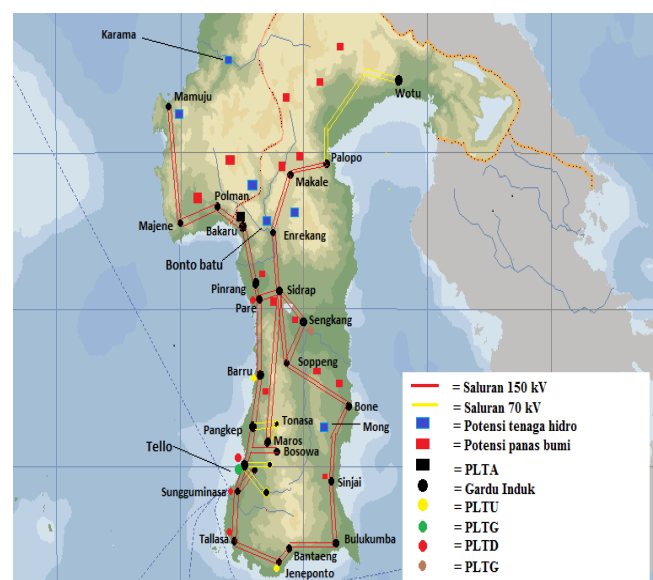 Karama
Mamuju
Wotu
Palopo
Makale
Polman
Majene
Bakaru
Enrekang
Bonto batu
Pinrang
Sidrap
Pare
Sengkang
Soppeng
Barru
Bone
Pangkep
Tonasa
Mong
Maros
Tello
Bosowa
Sungguminasa
Sinjai
Tallasa
Bulukumba
Bantaeng
Jeneponto
= Saluran 150 kV
= Saluran 70 kV
= Potensi tenaga hidro
= Potensi panas bumi
= PLTA
= Gardu Induk
= PLTU
= PLTG
= PLTD
= PLTG